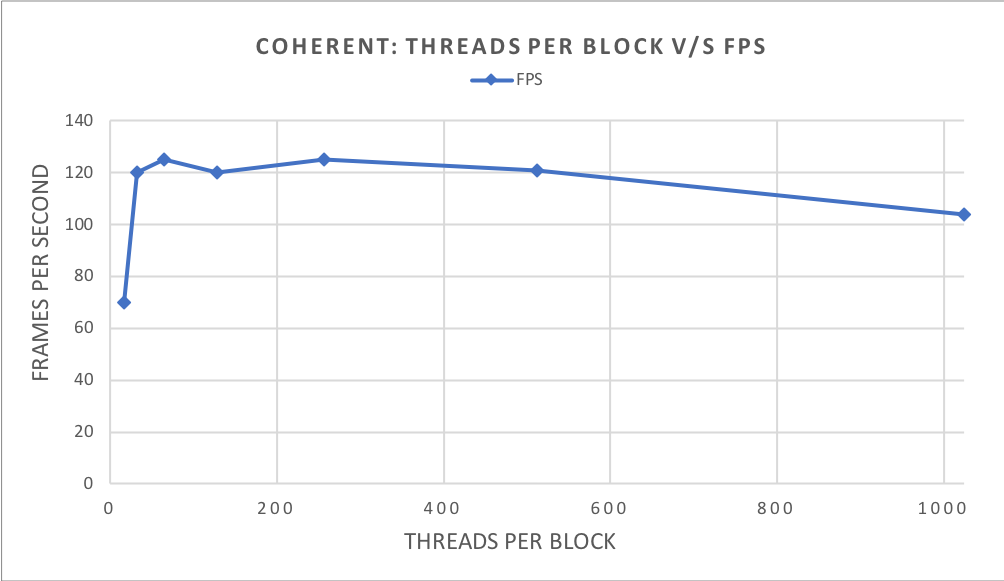 COHERENT: THREADS PER BLOCK V/S FPS
FPS
FRAMES PER SECOND
140
120
100
80
60
40
20
0
0 200 400 600 800 1000
THREADS PER BLOCK